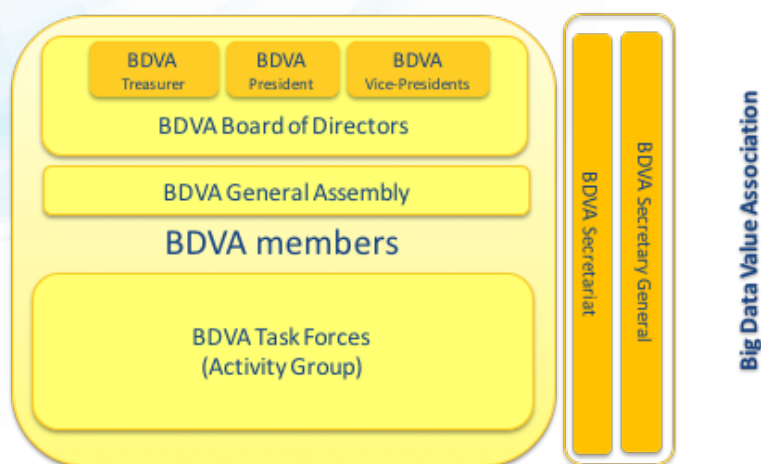 BDVA
Treasurer
BDVA
President
BDVA
Vice-Presidents
BDVA Board of Directors
BDVA General Assembly
BDVA members
BDVA Task Forces
(Activity Group)
BDVA Secretariat
BDVA Secretary General
Big Data Value Association